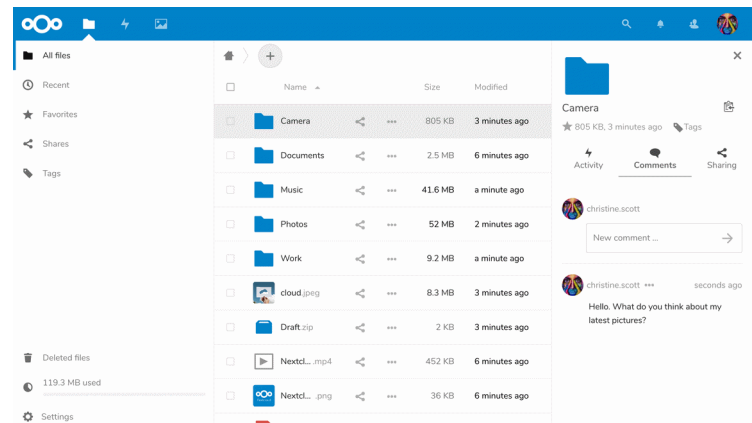 All files
Recent
Favorites
Shares
Tags
Deleted files
119.3 MB used
Settings
+
Name Size Modified
Camera 805 KB 3 minutes ago
Documents 2.5 MB 6 minutes ago
Music 41.6 MB a minute ago
Photos 52 MB 2 minutes ago
Work 9.2 MB a minute ago
cloud.jpeg 8.3 MB 3 minutes ago
Draft.zip 2 KB 3 minutes ago
Nextcl... .mp4 452 KB 6 minutes ago
Nextcl... .png 36 KB 6 minutes ago
Camera
805 KB, 3 minutes ago Tags
Activity Comments Sharing
christine.scott
New comment ...
christine.scott seconds ago
Hello. What do you think about my
latest pictures?